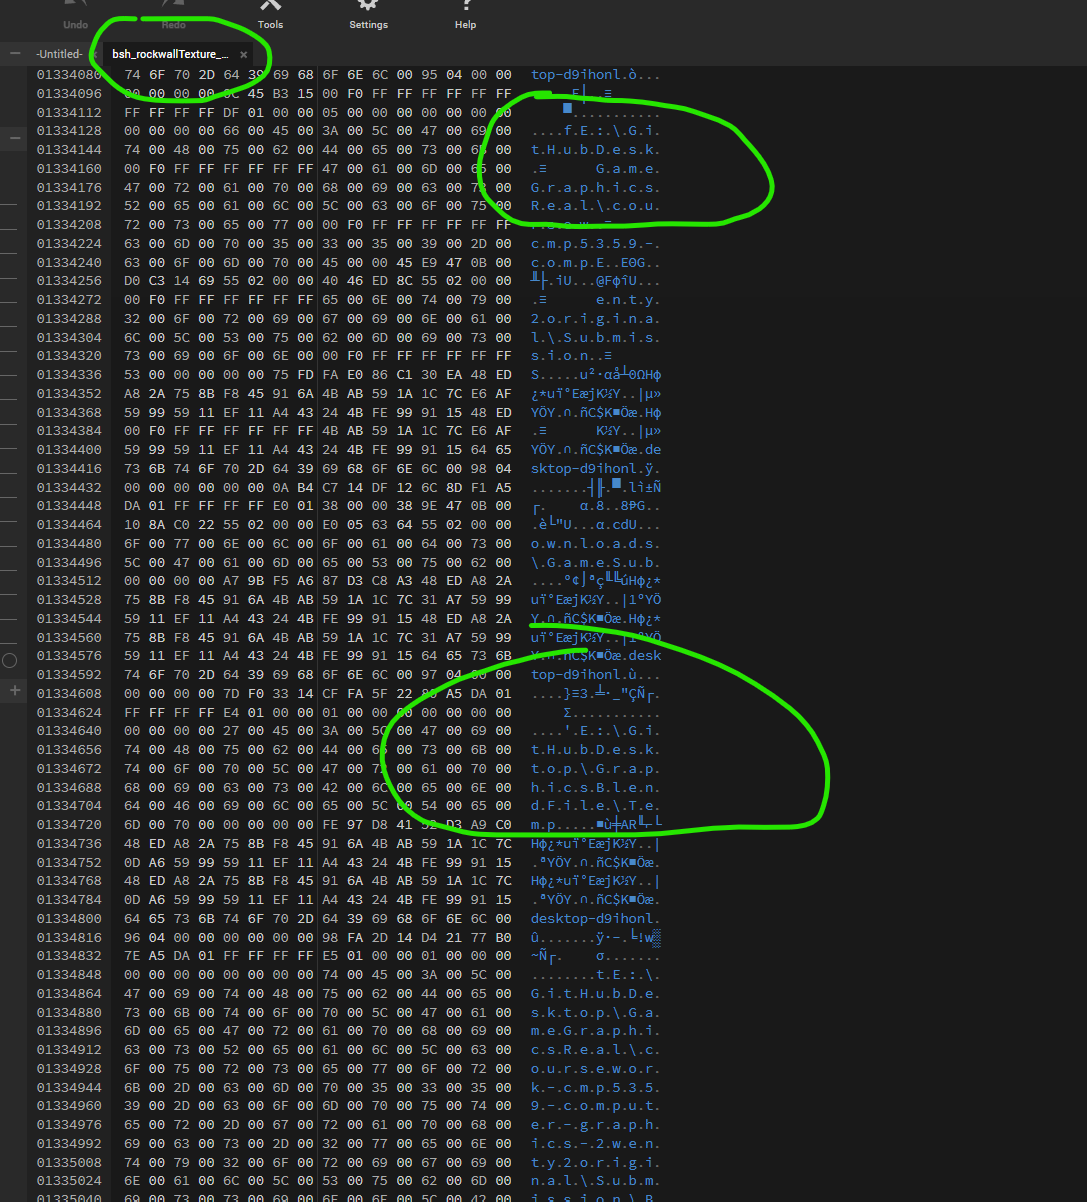 Undo Redo Tools Settings Help
-Untitled- × bsh_rockwallTexture_... ×
01334080 74 6F 70 2D 64 39 69 68 6F 6E 6C 00 95 04 00 00 top-d9ihonl.ò...
01334096 00 00 00 00 0C 45 B3 15 00 F0 FF FF FF FF FF FF .....E│..≡
01334112 FF FF FF FF DF 01 00 00 05 00 00 00 00 00 00 00 ▀...........
01334128 00 00 00 00 66 00 45 00 3A 00 5C 00 47 00 69 00 ....f.E.:.\.G.i.
01334144 74 00 48 00 75 00 62 00 44 00 65 00 73 00 6B 00 t.H.u.b.D.e.s.k.
01334160 00 F0 FF FF FF FF FF FF 47 00 61 00 6D 00 65 00 .≡ G.a.m.e.
01334176 47 00 72 00 61 00 70 00 68 00 69 00 63 00 73 00 G.r.a.p.h.i.c.s.
01334192 52 00 65 00 61 00 6C 00 5C 00 63 00 6F 00 75 00 R.e.a.l.\.c.o.u.
01334208 72 00 73 00 65 00 77 00 00 F0 FF FF FF FF FF FF r.s.e.w..≡
01334224 63 00 6D 00 70 00 35 00 33 00 35 00 39 00 2D 00 c.m.p.5.3.5.9.-.
01334240 63 00 6F 00 6D 00 70 00 45 00 00 45 E9 47 0B 00 c.o.m.p.E..EΘG..
01334256 D0 C3 14 69 55 02 00 00 40 46 ED 8C 55 02 00 00 ╨├.iU...@FφîU...
01334272 00 F0 FF FF FF FF FF FF 65 00 6E 00 74 00 79 00 .≡ e.n.t.y.
01334288 32 00 6F 00 72 00 69 00 67 00 69 00 6E 00 61 00 2.o.r.i.g.i.n.a.
01334304 6C 00 5C 00 53 00 75 00 62 00 6D 00 69 00 73 00 l.\.S.u.b.m.i.s.
01334320 73 00 69 00 6F 00 6E 00 00 F0 FF FF FF FF FF FF s.i.o.n..≡
01334336 53 00 00 00 00 00 75 FD FA E0 86 C1 30 EA 48 ED S.....u²·αå┴0ΩHφ
01334352 A8 2A 75 8B F8 45 91 6A 4B AB 59 1A 1C 7C E6 AF ¿*uï°EæjK½Y..|µ»
01334368 59 99 59 11 EF 11 A4 43 24 4B FE 99 91 15 48 ED YÖY.∩.ñC$K■Öæ.Hφ
01334384 00 F0 FF FF FF FF FF FF 4B AB 59 1A 1C 7C E6 AF .≡ K½Y..|µ»
01334400 59 99 59 11 EF 11 A4 43 24 4B FE 99 91 15 64 65 YÖY.∩.ñC$K■Öæ.de
01334416 73 6B 74 6F 70 2D 64 39 69 68 6F 6E 6C 00 98 04 sktop-d9ihonl.ÿ.
01334432 00 00 00 00 00 00 0A B4 C7 14 DF 12 6C 8D F1 A5 .......┤╟.▀.lì±Ñ
01334448 DA 01 FF FF FF FF E0 01 38 00 00 38 9E 47 0B 00 ┌. α.8..8₧G..
01334464 10 8A C0 22 55 02 00 00 E0 05 63 64 55 02 00 00 .è└"U...α.cdU...
01334480 6F 00 77 00 6E 00 6C 00 6F 00 61 00 64 00 73 00 o.w.n.l.o.a.d.s.
01334496 5C 00 47 00 61 00 6D 00 65 00 53 00 75 00 62 00 \.G.a.m.e.S.u.b.
01334512 00 00 00 00 A7 9B F5 A6 87 D3 C8 A3 48 ED A8 2A ....º¢⌡ªç╙╚úHφ¿*
01334528 75 8B F8 45 91 6A 4B AB 59 1A 1C 7C 31 A7 59 99 uï°EæjK½Y..|1ºYÖ
01334544 59 11 EF 11 A4 43 24 4B FE 99 91 15 48 ED A8 2A Y.∩.ñC$K■Öæ.Hφ¿*
01334560 75 8B F8 45 91 6A 4B AB 59 1A 1C 7C 31 A7 59 99 uï°EæjK½Y..|1ºYÖ
01334576 59 11 EF 11 A4 43 24 4B FE 99 91 15 64 65 73 6B Y.∩.ñC$K■Öæ.desk
01334592 74 6F 70 2D 64 39 69 68 6F 6E 6C 00 97 04 00 00 top-d9ihonl.ù...
01334608 00 00 00 00 7D F0 33 14 CF FA 5F 22 80 A5 DA 01 ....}≡3.╧·_"ÇÑ┌.
01334624 FF FF FF FF E4 01 00 00 01 00 00 00 00 00 00 00 Σ...........
01334640 00 00 00 00 27 00 45 00 3A 00 5C 00 47 00 69 00 ....'.E.:.\.G.i.
01334656 74 00 48 00 75 00 62 00 44 00 65 00 73 00 6B 00 t.H.u.b.D.e.s.k.
01334672 74 00 6F 00 70 00 5C 00 47 00 72 00 61 00 70 00 t.o.p.\.G.r.a.p.
01334688 68 00 69 00 63 00 73 00 42 00 6C 00 65 00 6E 00 h.i.c.s.B.l.e.n.
01334704 64 00 46 00 69 00 6C 00 65 00 5C 00 54 00 65 00 d.F.i.l.e.\.T.e.
01334720 6D 00 70 00 00 00 00 00 FE 97 D8 41 52 D3 A9 C0 m.p.....■ù╪AR╙⌐└
01334736 48 ED A8 2A 75 8B F8 45 91 6A 4B AB 59 1A 1C 7C Hφ¿*uï°EæjK½Y..|
01334752 0D A6 59 99 59 11 EF 11 A4 43 24 4B FE 99 91 15 .ªYÖY.∩.ñC$K■Öæ.
01334768 48 ED A8 2A 75 8B F8 45 91 6A 4B AB 59 1A 1C 7C Hφ¿*uï°EæjK½Y..|
01334784 0D A6 59 99 59 11 EF 11 A4 43 24 4B FE 99 91 15 .ªYÖY.∩.ñC$K■Öæ.
01334800 64 65 73 6B 74 6F 70 2D 64 39 69 68 6F 6E 6C 00 desktop-d9ihonl.
01334816 96 04 00 00 00 00 00 00 98 FA 2D 14 D4 21 77 B0 û.......ÿ·-.╘!w░
01334832 7E A5 DA 01 FF FF FF FF E5 01 00 00 01 00 00 00 ~Ñ┌. σ.......
01334848 00 00 00 00 00 00 00 00 74 00 45 00 3A 00 5C 00 ........t.E.:.\.
01334864 47 00 69 00 74 00 48 00 75 00 62 00 44 00 65 00 G.i.t.H.u.b.D.e.
01334880 73 00 6B 00 74 00 6F 00 70 00 5C 00 47 00 61 00 s.k.t.o.p.\.G.a.
01334896 6D 00 65 00 47 00 72 00 61 00 70 00 68 00 69 00 m.e.G.r.a.p.h.i.
01334912 63 00 73 00 52 00 65 00 61 00 6C 00 5C 00 63 00 c.s.R.e.a.l.\.c.
01334928 6F 00 75 00 72 00 73 00 65 00 77 00 6F 00 72 00 o.u.r.s.e.w.o.r.
01334944 6B 00 2D 00 63 00 6D 00 70 00 35 00 33 00 35 00 k.-.c.m.p.5.3.5.
01334960 39 00 2D 00 63 00 6F 00 6D 00 70 00 75 00 74 00 9.-.c.o.m.p.u.t.
01334976 65 00 72 00 2D 00 67 00 72 00 61 00 70 00 68 00 e.r.-.g.r.a.p.h.
01334992 69 00 63 00 73 00 2D 00 32 00 77 00 65 00 6E 00 i.c.s.-.2.w.e.n.
01335008 74 00 79 00 32 00 6F 00 72 00 69 00 67 00 69 00 t.y.2.o.r.i.g.i.
01335024 6E 00 61 00 6C 00 5C 00 53 00 75 00 62 00 6D 00 n.a.l.\.S.u.b.m.
01335040 69 00 73 00 73 00 69 00 6F 00 6E 00 5C 00 42 00 i.s.s.i.o.n.\.B.